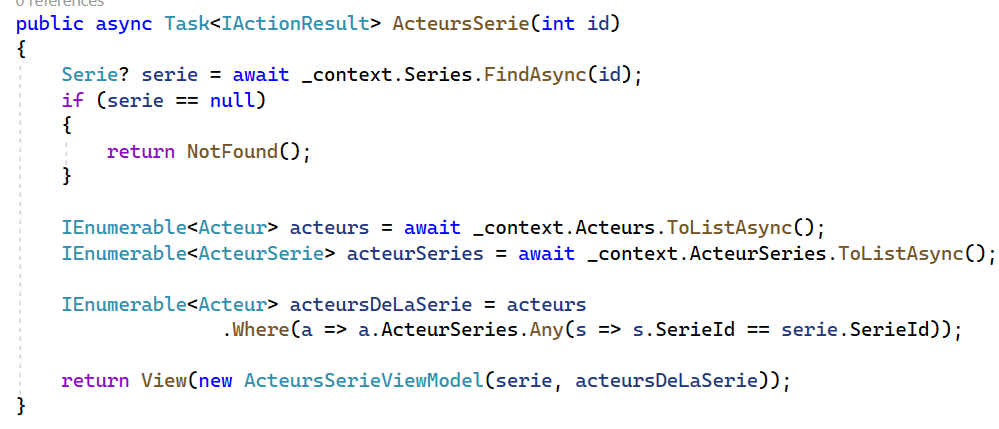 0 references
public async Task<IActionResult> ActeursSerie(int id)
{
Serie? serie = await _context.Series.FindAsync(id);
if (serie == null)
{
return NotFound();
}
IEnumerable<Acteur> acteurs = await _context.Acteurs.ToListAsync();
IEnumerable<ActeurSerie> acteurSeries = await _context.ActeurSeries.ToListAsync();
IEnumerable<Acteur> acteursDeLaSerie = acteurs
.Where(a => a.ActeurSeries.Any(s => s.SerieId == serie.SerieId));
return View(new ActeursSerieViewModel(serie, acteursDeLaSerie));
}